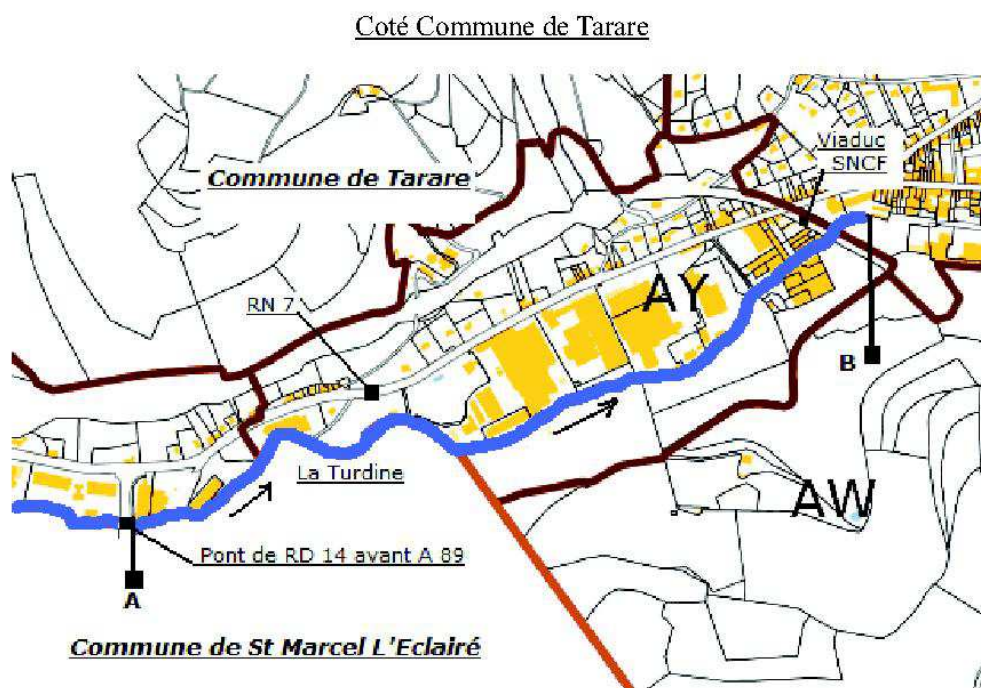 Coté Commune de Tarare
Viaduc
SNCF
Commune de Tarare
AY
RN 7
B
La Turdine
AW
Pont de RD 14 avant A 89
A
Commune de St Marcel L'Eclairé